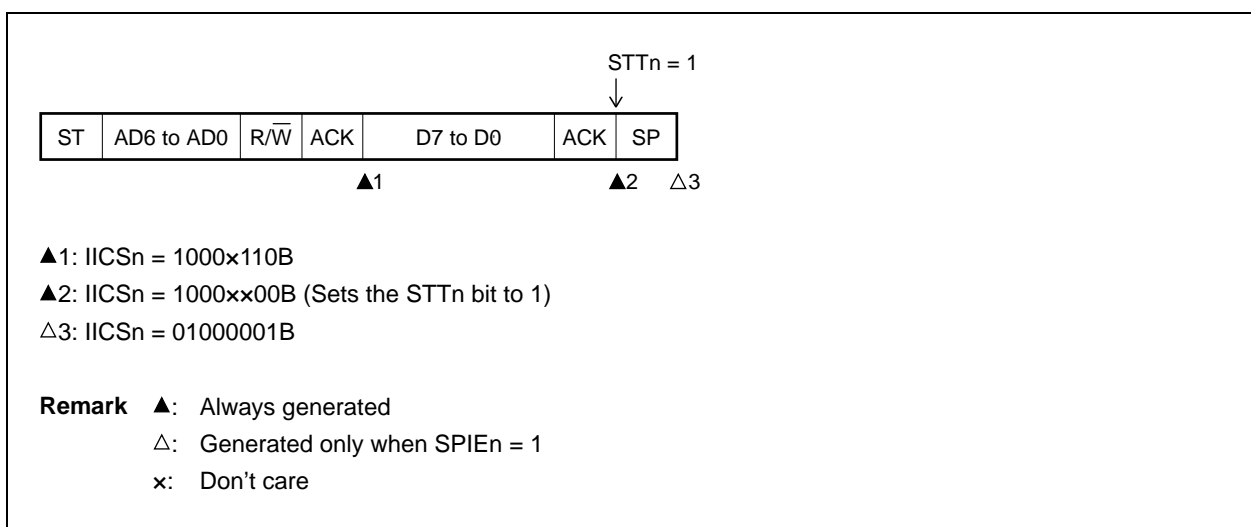 STTn = 1
ST AD6 to AD0 R/W̅ ACK D7 to D0 ACK SP
▲1 ▲2 △3
▲1: IICSn = 1000×110B
▲2: IICSn = 1000××00B (Sets the STTn bit to 1)
△3: IICSn = 01000001B
Remark ▲: Always generated
△: Generated only when SPIEn = 1
×: Don't care